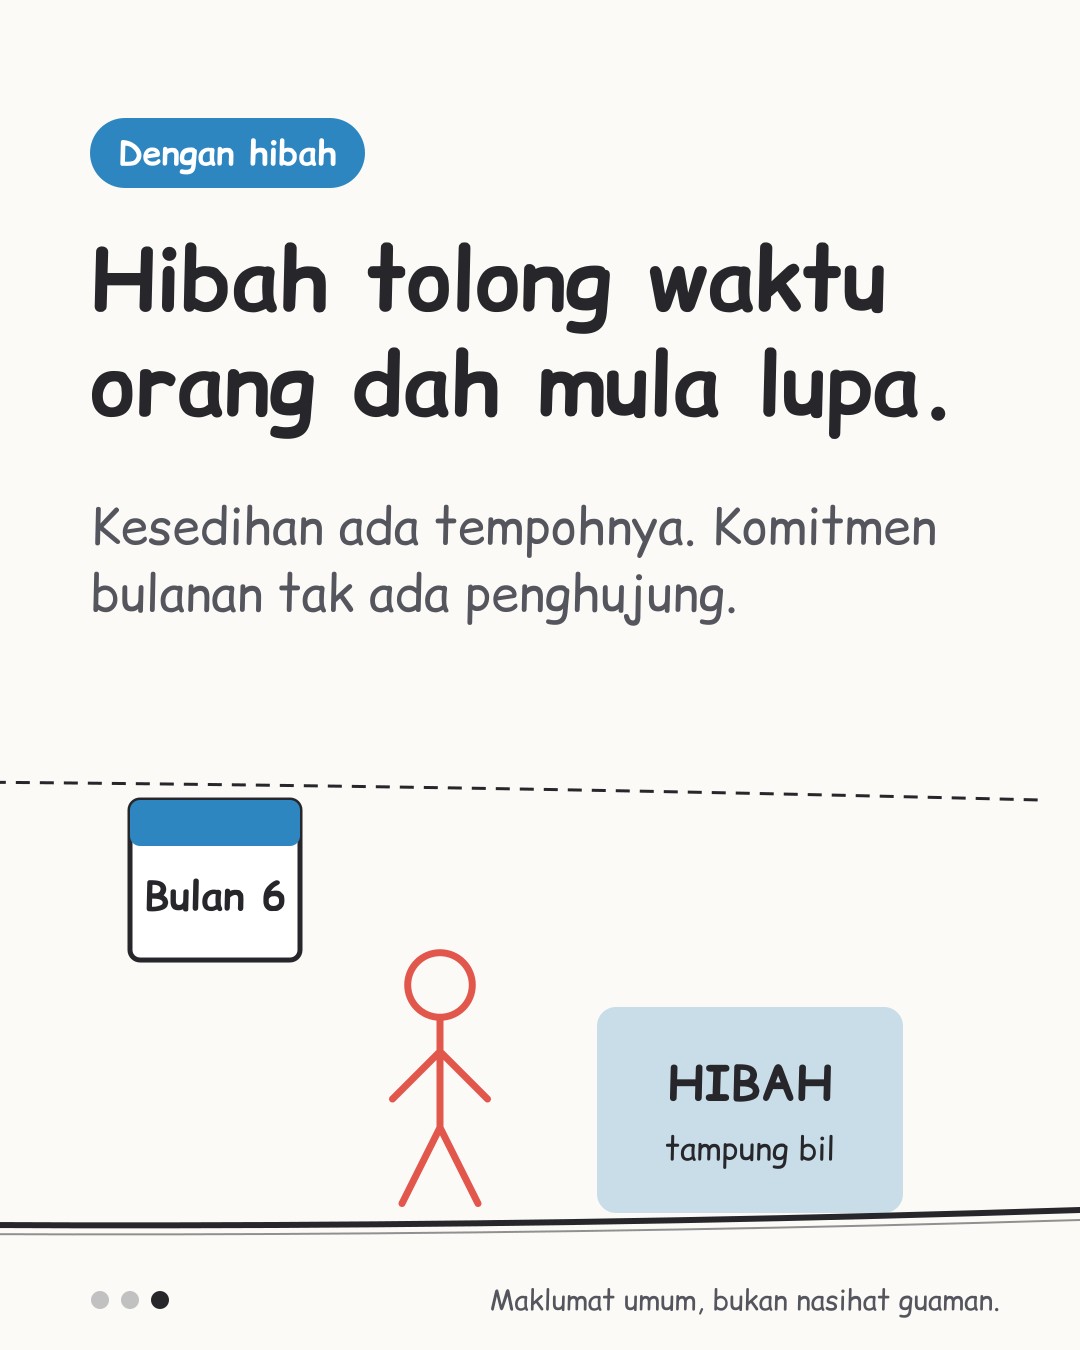 Dengan hibah
Hibah tolong waktu
orang dah mula lupa.
Kesedihan ada tempohnya. Komitmen
bulanan tak ada penghujung.
Bulan 6
HIBAH
tampung bil
Maklumat umum, bukan nasihat guaman.